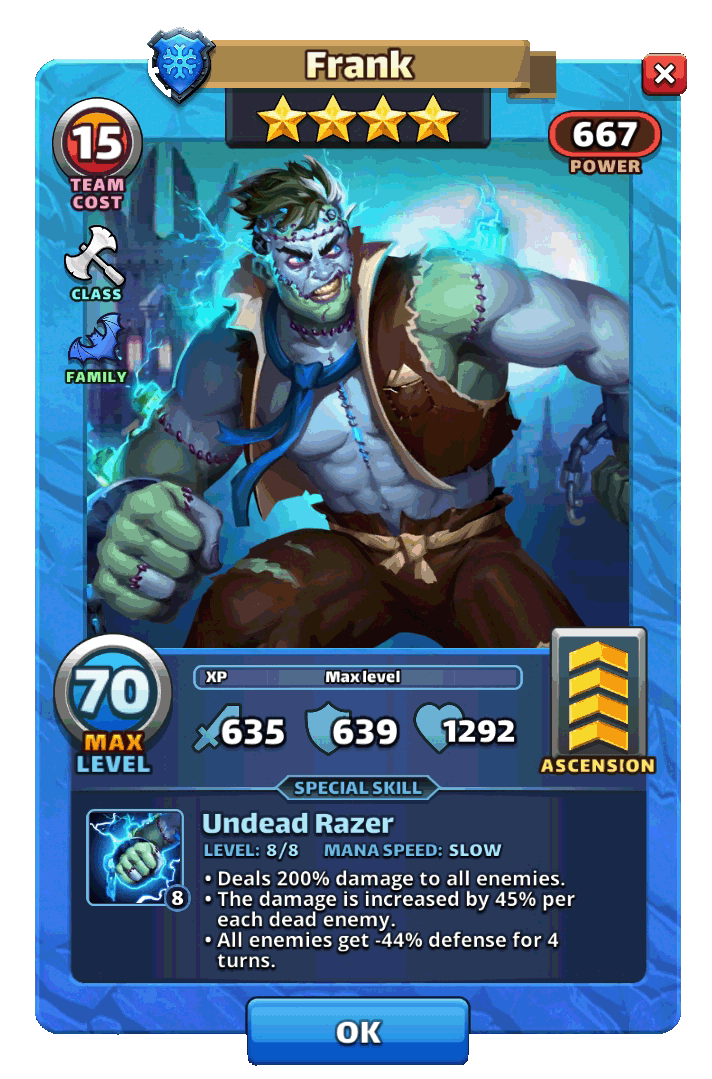 Frank
15
TEAM
COST
667
POWER
CLASS
FAMILY
70
MAX
LEVEL
XP Max level
635 639 1292
ASCENSION
SPECIAL SKILL
Undead Razer
LEVEL: 8/8 MANA SPEED: SLOW
8
• Deals 200% damage to all enemies.
• The damage is increased by 45% per
each dead enemy.
• All enemies get -44% defense for 4
turns.
OK